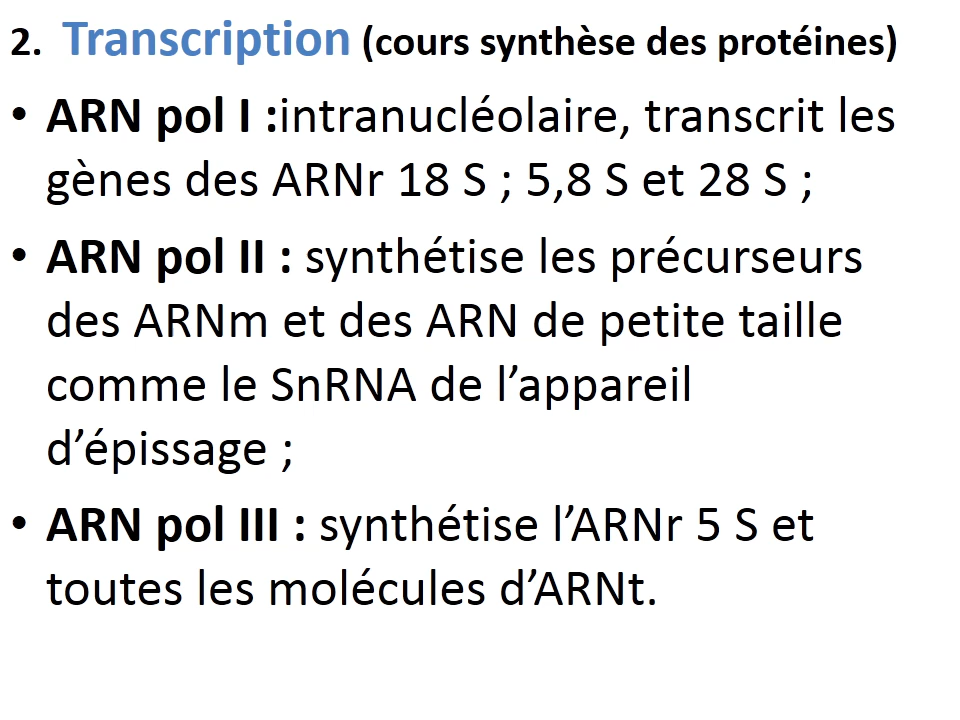 2. Transcription (cours synthèse des protéines)
• ARN pol I :intranucléolaire, transcrit les
gènes des ARNr 18 S ; 5,8 S et 28 S ;
• ARN pol II : synthétise les précurseurs
des ARNm et des ARN de petite taille
comme le SnRNA de l’appareil
d’épissage ;
• ARN pol III : synthétise l’ARNr 5 S et
toutes les molécules d’ARNt.